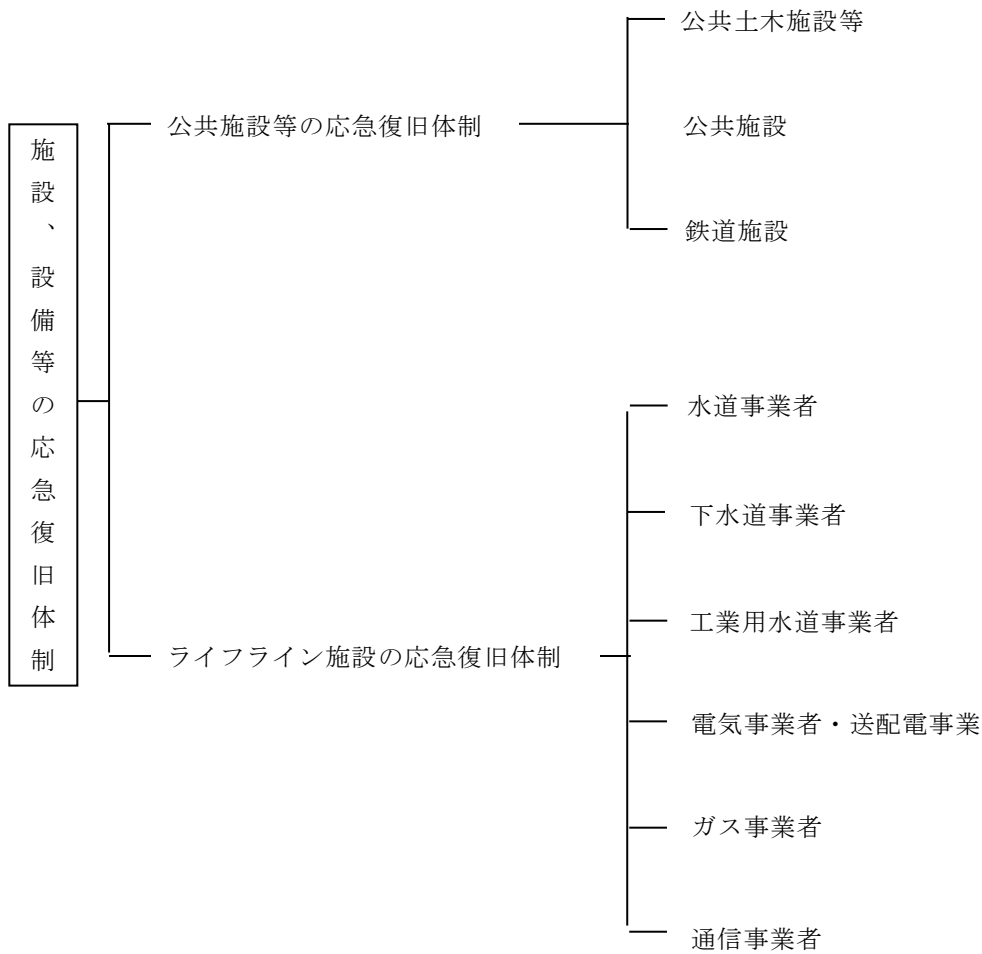 施設、設備等の応急復旧体制
公共施設等の応急復旧体制
公共土木施設等
公共施設
鉄道施設
ライフライン施設の応急復旧体制
水道事業者
下水道事業者
工業用水道事業者
電気事業者・送配電事業
ガス事業者
通信事業者